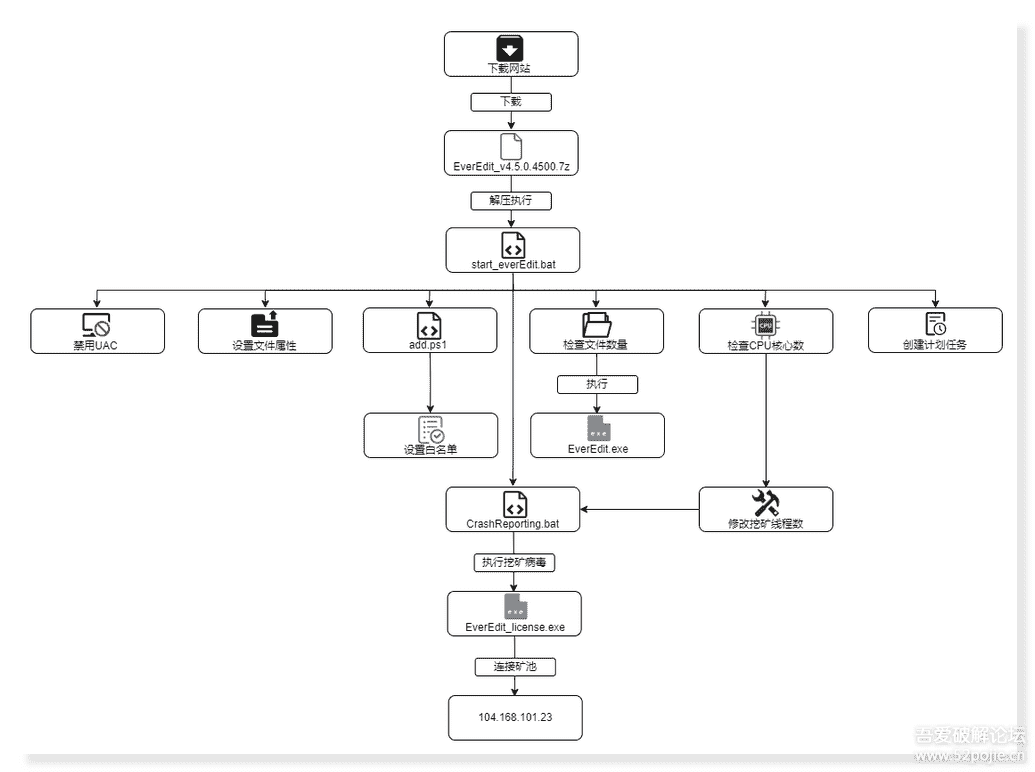 下载网站
下载
EverEdit_v4.5.0.4500.7z
解压执行
start_everEdit.bat
禁用UAC
设置文件属性
add.ps1
检查文件数量
CPU
检查CPU核心数
创建计划任务
执行
设置白名单
exe
EverEdit.exe
CrashReporting.bat
修改挖矿线程数
执行挖矿病毒
exe
EverEdit_license.exe
连接矿池
104.168.101.23
吾爱破解论坛
www.52pojie.cn